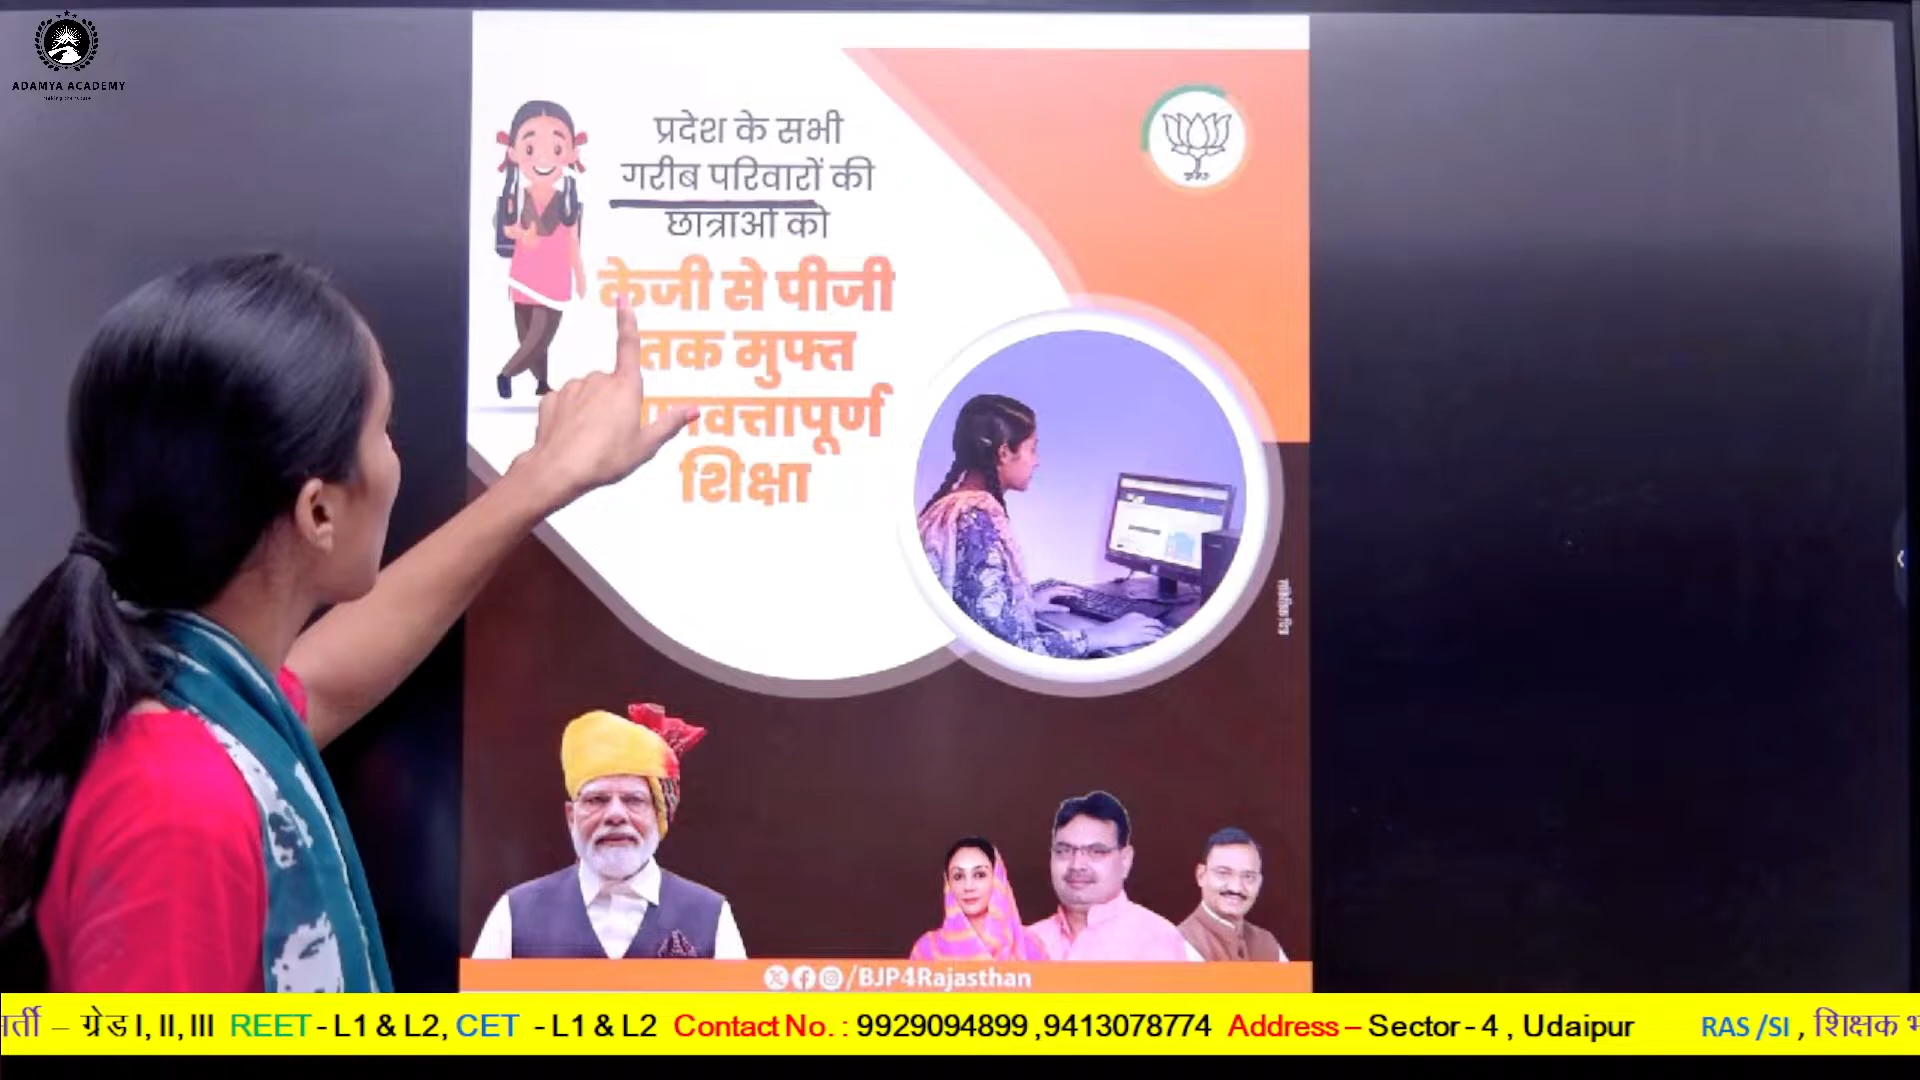 ADAMYA ACADEMY
प्रदेश के सभी
गरीब परिवारों की
छात्राओं को
केजी से पीजी
तक मुफ्त
शिक्षा
/BJP4Rajasthan
– ग्रेड I, II, III REET - L1 & L2, CET - L1 & L2 Contact No. : 9929094899 ,9413078774 Address – Sector - 4 , Udaipur RAS /SI , शिक्षक